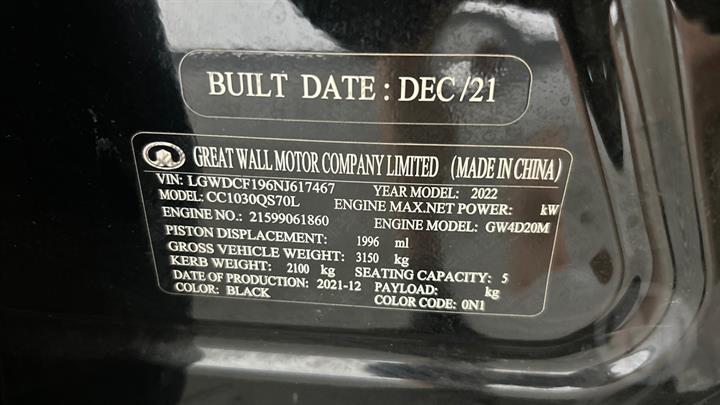 BUILT DATE : DEC /21
GREAT WALL MOTOR COMPANY LIMITED (MADE IN CHINA)
VIN: LGWDCF196NJ617467 YEAR MODEL: 2022
MODEL: CC1030QS70L ENGINE MAX.NET POWER: kW
ENGINE NO.: 21599061860 ENGINE MODEL: GW4D20M
PISTON DISPLACEMENT: 1996 ml
GROSS VEHICLE WEIGHT: 3150 kg
KERB WEIGHT: 2100 kg SEATING CAPACITY: 5
DATE OF PRODUCTION: 2021-12 PAYLOAD: kg
COLOR: BLACK COLOR CODE: 0N1